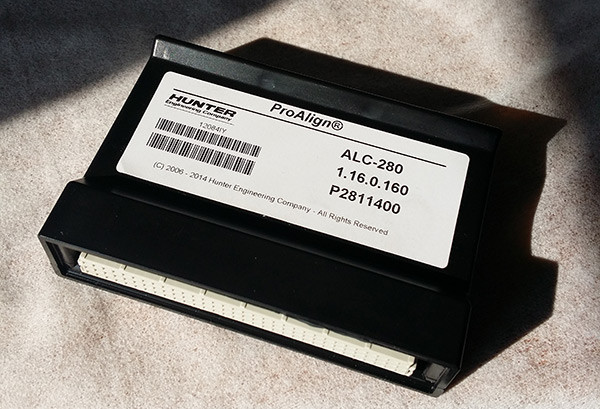 HUNTER
Engineering Company
ProAlign®
12084IY
ALC-280
1.16.0.160
P2811400
(C) 2006 - 2014 Hunter Engineering Company - All Rights Reserved